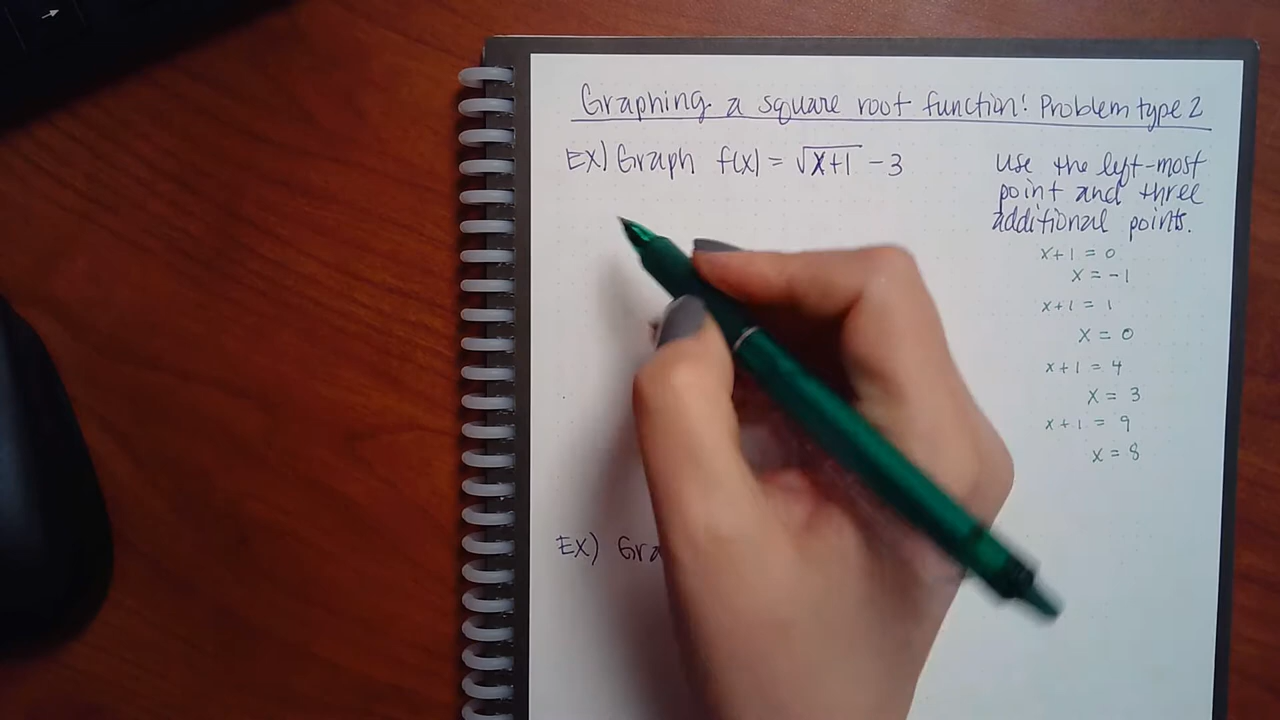 Graphing a square root function: Problem type 2
EX) Graph f(x) = √x+1 - 3
Use the left-most
point and three
additional points.
x+1 = 0
x = -1
x+1 = 1
x = 0
x+1 = 4
x = 3
x+1 = 9
x = 8
EX)